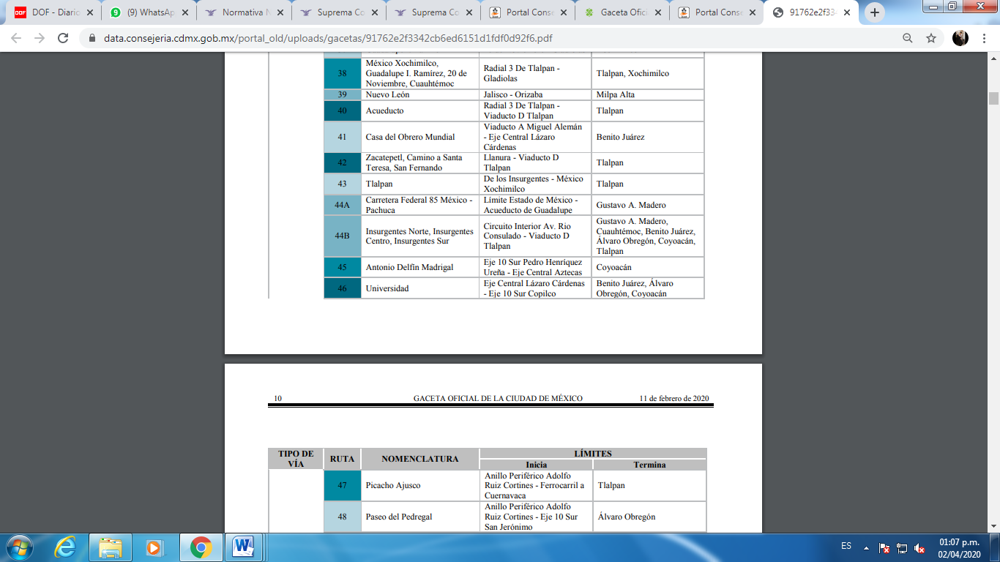 DOF - Diario
(9) WhatsAp
Normativa N
Suprema Co
Suprema Co
Portal Conse
Gaceta Ofici
Portal Conse
91762e2f334
data.consejeria.cdmx.gob.mx/portal_old/uploads/gacetas/91762e2f3342cb6ed6151d1fdf0d92f6.pdf
38
México Xochimilco,
Guadalupe I. Ramírez, 20 de
Noviembre, Cuauhtémoc
Radial 3 De Tlalpan -
Gladiolas
Tlalpan, Xochimilco
39
Nuevo León
Jalisco - Orizaba
Milpa Alta
40
Acueducto
Radial 3 De Tlalpan -
Viaducto D Tlalpan
Tlalpan
41
Casa del Obrero Mundial
Viaducto A Miguel Alemán
- Eje Central Lázaro
Cárdenas
Benito Juárez
42
Zacatepetl, Camino a Santa
Teresa, San Fernando
Llanura - Viaducto D
Tlalpan
Tlalpan
43
Tlalpan
De los Insurgentes - México
Xochimilco
Tlalpan
44A
Carretera Federal 85 México -
Pachuca
Límite Estado de México -
Acueducto de Guadalupe
Gustavo A. Madero
44B
Insurgentes Norte, Insurgentes
Centro, Insurgentes Sur
Circuito Interior Av. Rio
Consulado - Viaducto D
Tlalpan
Gustavo A. Madero,
Cuauhtémoc, Benito Juárez,
Álvaro Obregón, Coyoacán,
Tlalpan
45
Antonio Delfín Madrigal
Eje 10 Sur Pedro Henríquez
Ureña - Eje Central Aztecas
Coyoacán
46
Universidad
Eje Central Lázaro Cárdenas
- Eje 10 Sur Copilco
Benito Juárez, Álvaro
Obregón, Coyoacán
10
GACETA OFICIAL DE LA CIUDAD DE MÉXICO
11 de febrero de 2020
TIPO DE
VÍA
RUTA
NOMENCLATURA
LÍMITES
Inicia
Termina
47
Picacho Ajusco
Anillo Periférico Adolfo
Ruiz Cortines - Ferrocarril a
Cuernavaca
Tlalpan
48
Paseo del Pedregal
Anillo Periférico Adolfo
Ruiz Cortines - Eje 10 Sur
San Jerónimo
Álvaro Obregón
ES
01:07 p.m.
02/04/2020